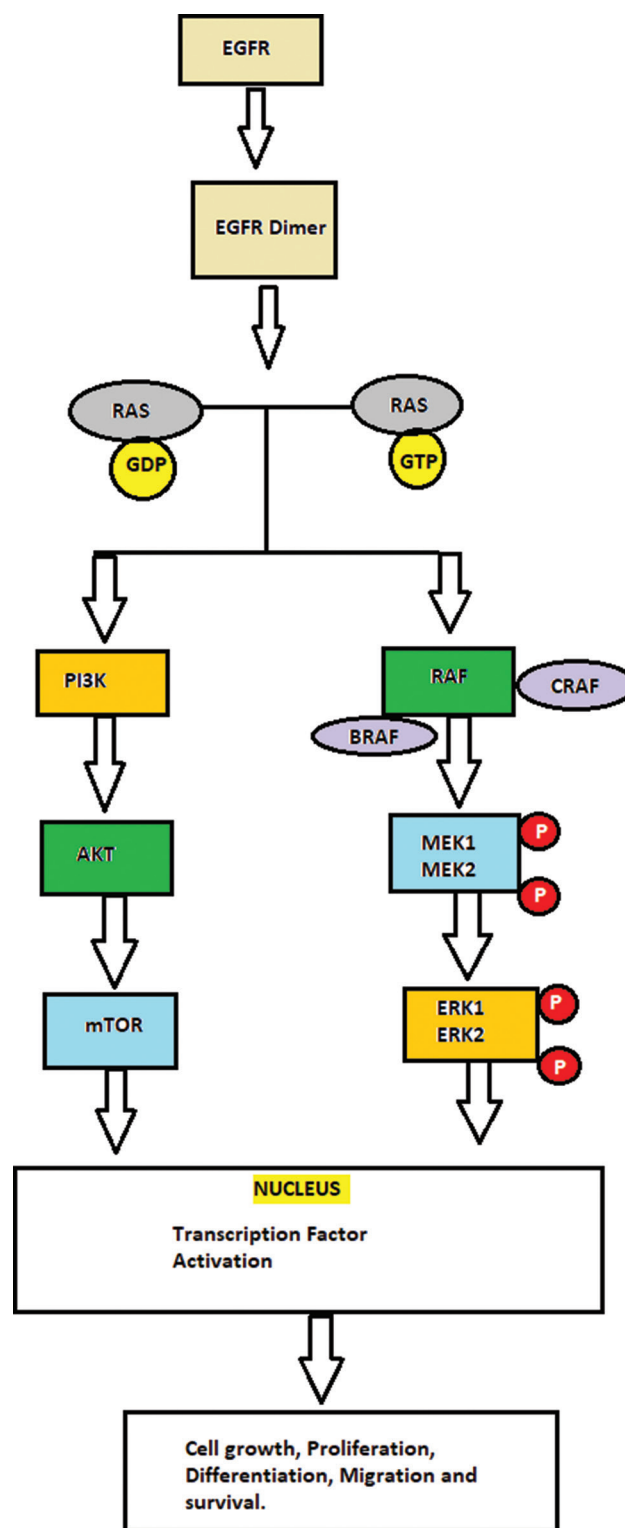 EGFR
EGFR Dimer
RAS
RAS
GDP
GTP
PI3K
RAF
CRAF
BRAF
AKT
MEK1
MEK2
P
P
mTOR
ERK1
ERK2
P
P
NUCLEUS
Transcription Factor
Activation
Cell growth, Proliferation,
Differentiation, Migration and
survival.